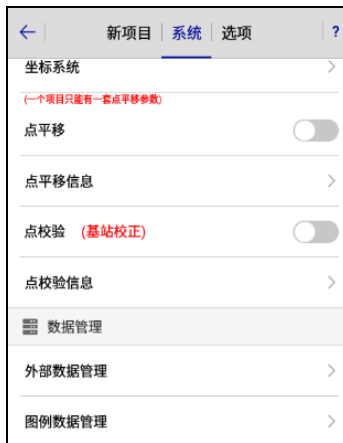 新项目 系统 选项 ?
坐标系统
(一个项目只能有一套点平移参数)
点平移
点平移信息
点校验 (基站校正)
点校验信息
数据管理
外部数据管理
图例数据管理